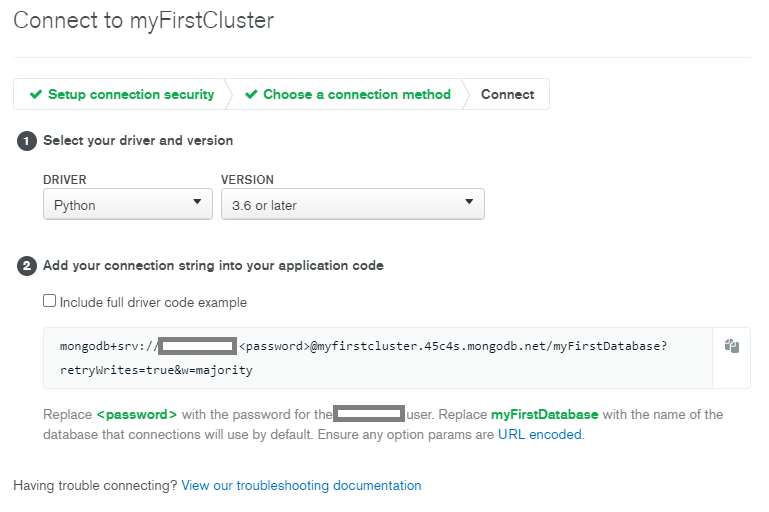 Connect to myFirstCluster
Setup connection security Choose a connection method Connect
1 Select your driver and version
DRIVER VERSION
Python 3.6 or later
2 Add your connection string into your application code
Include full driver code example
mongodb+srv:// <password>@myfirstcluster.45c4s.mongodb.net/myFirstDatabase?
retryWrites=true&w=majority
Replace <password> with the password for the user. Replace myFirstDatabase with the name of the
database that connections will use by default. Ensure any option params are URL encoded.
Having trouble connecting? View our troubleshooting documentation